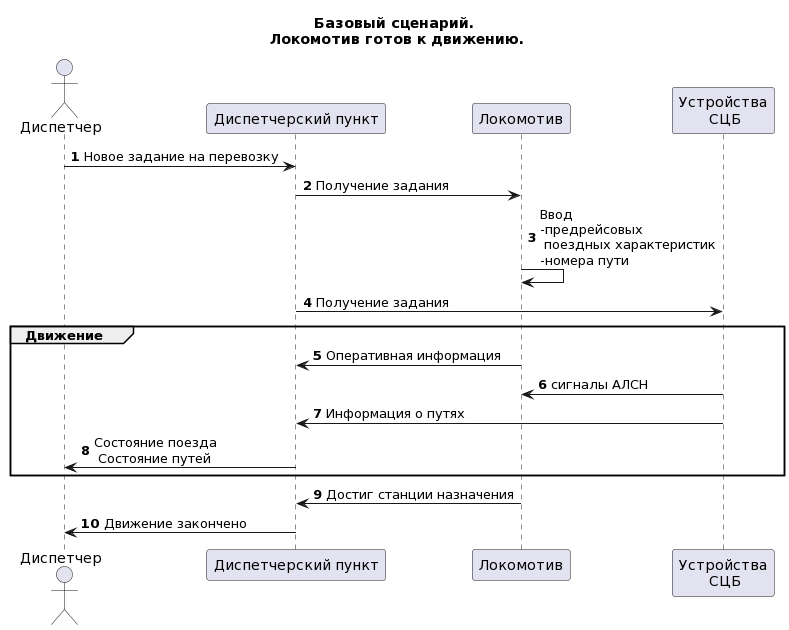 Базовый сценарий.
Локомотив готов к движению.
Диспетчер
Диспетчерский пункт
Локомотив
Устройства
СЦБ
1 Новое задание на перевозку
2 Получение задания
Ввод
-предрейсовых
3 поездных характеристик
-номера пути
4 Получение задания
Движение
5 Оперативная информация
6 сигналы АЛСН
7 Информация о путях
8 Состояние поезда
Состояние путей
9 Достиг станции назначения
10 Движение закончено
Диспетчер
Диспетчерский пункт
Локомотив
Устройства
СЦБ